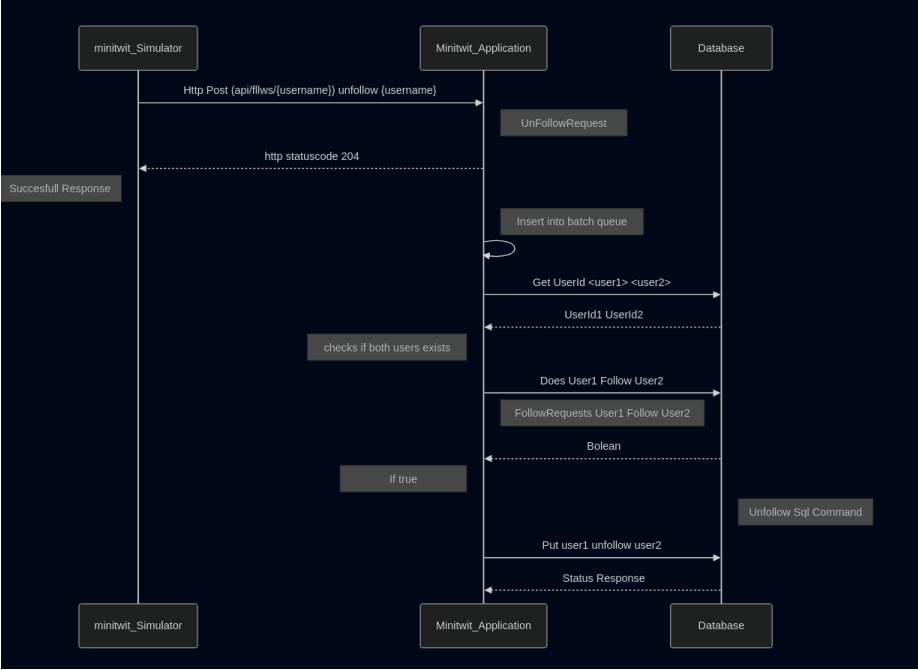 minitwit_Simulator
Minitwit_Application
Database
Http Post (api/fllws/{username}) unfollow {username}
UnFollowRequest
http statuscode 204
Succesfull Response
Insert into batch queue
Get UserId <user1> <user2>
UserId1 UserId2
checks if both users exists
Does User1 Follow User2
FollowRequests User1 Follow User2
Bolean
If true
Unfollow Sql Command
Put user1 unfollow user2
Status Response
minitwit_Simulator
Minitwit_Application
Database